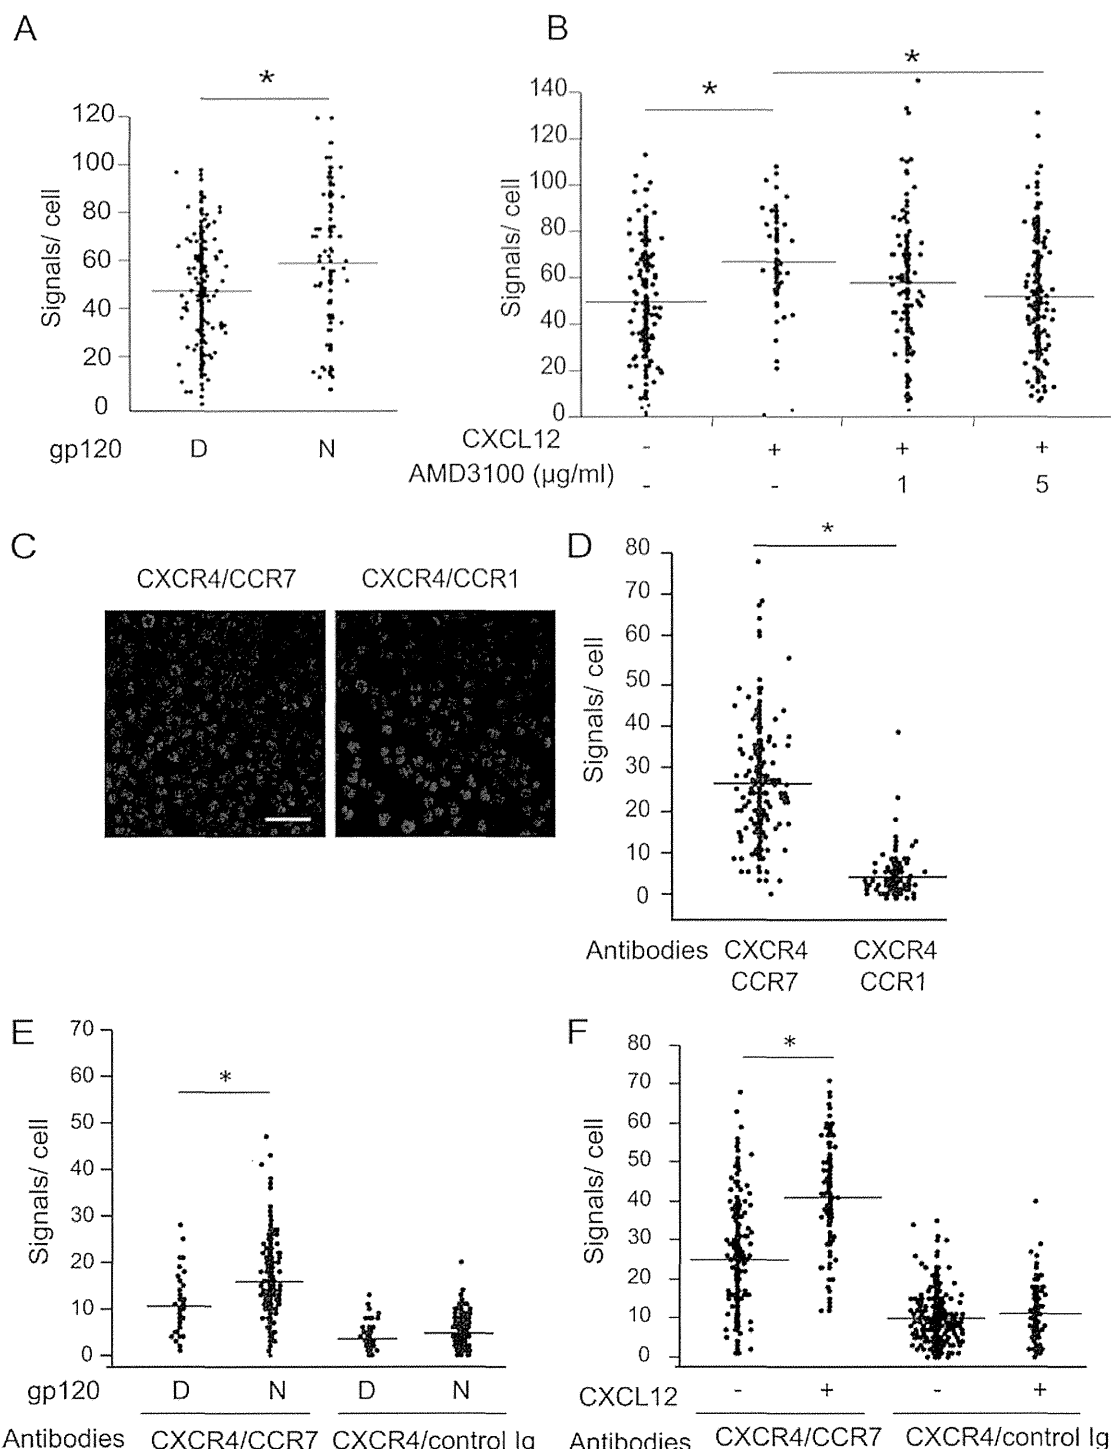 A
*
120
100
80
60
40
20
0
Signals/ cell
gp120 D N
B
*
*
140
120
100
80
60
40
20
0
Signals/ cell
CXCL12 - + + +
AMD3100 (µg/ml) - - 1 5
C
CXCR4/CCR7 CXCR4/CCR1
D
*
80
70
60
50
40
30
20
10
0
Signals/ cell
Antibodies CXCR4 CXCR4
CCR7 CCR1
E
*
70
60
50
40
30
20
10
0
Signals/ cell
gp120 D N D N
Antibodies CXCR4/CCR7 CXCR4/control Ig
F
*
80
70
60
50
40
30
20
10
0
Signals/ cell
CXCL12 - + - +
Antibodies CXCR4/CCR7 CXCR4/control Ig